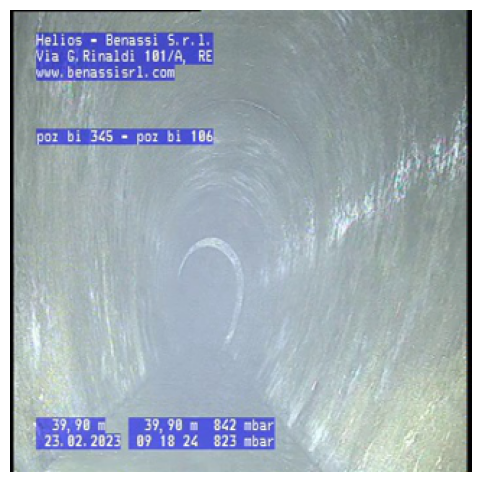 Helios - Benassi S.r.l.
Via G.Rinaldi 101/A, RE
www.benassisrl.com
poz bi 345 - poz bi 106
39,90 m 39,90 m 842 mbar
23.02.2023 09 18 24 823 mbar